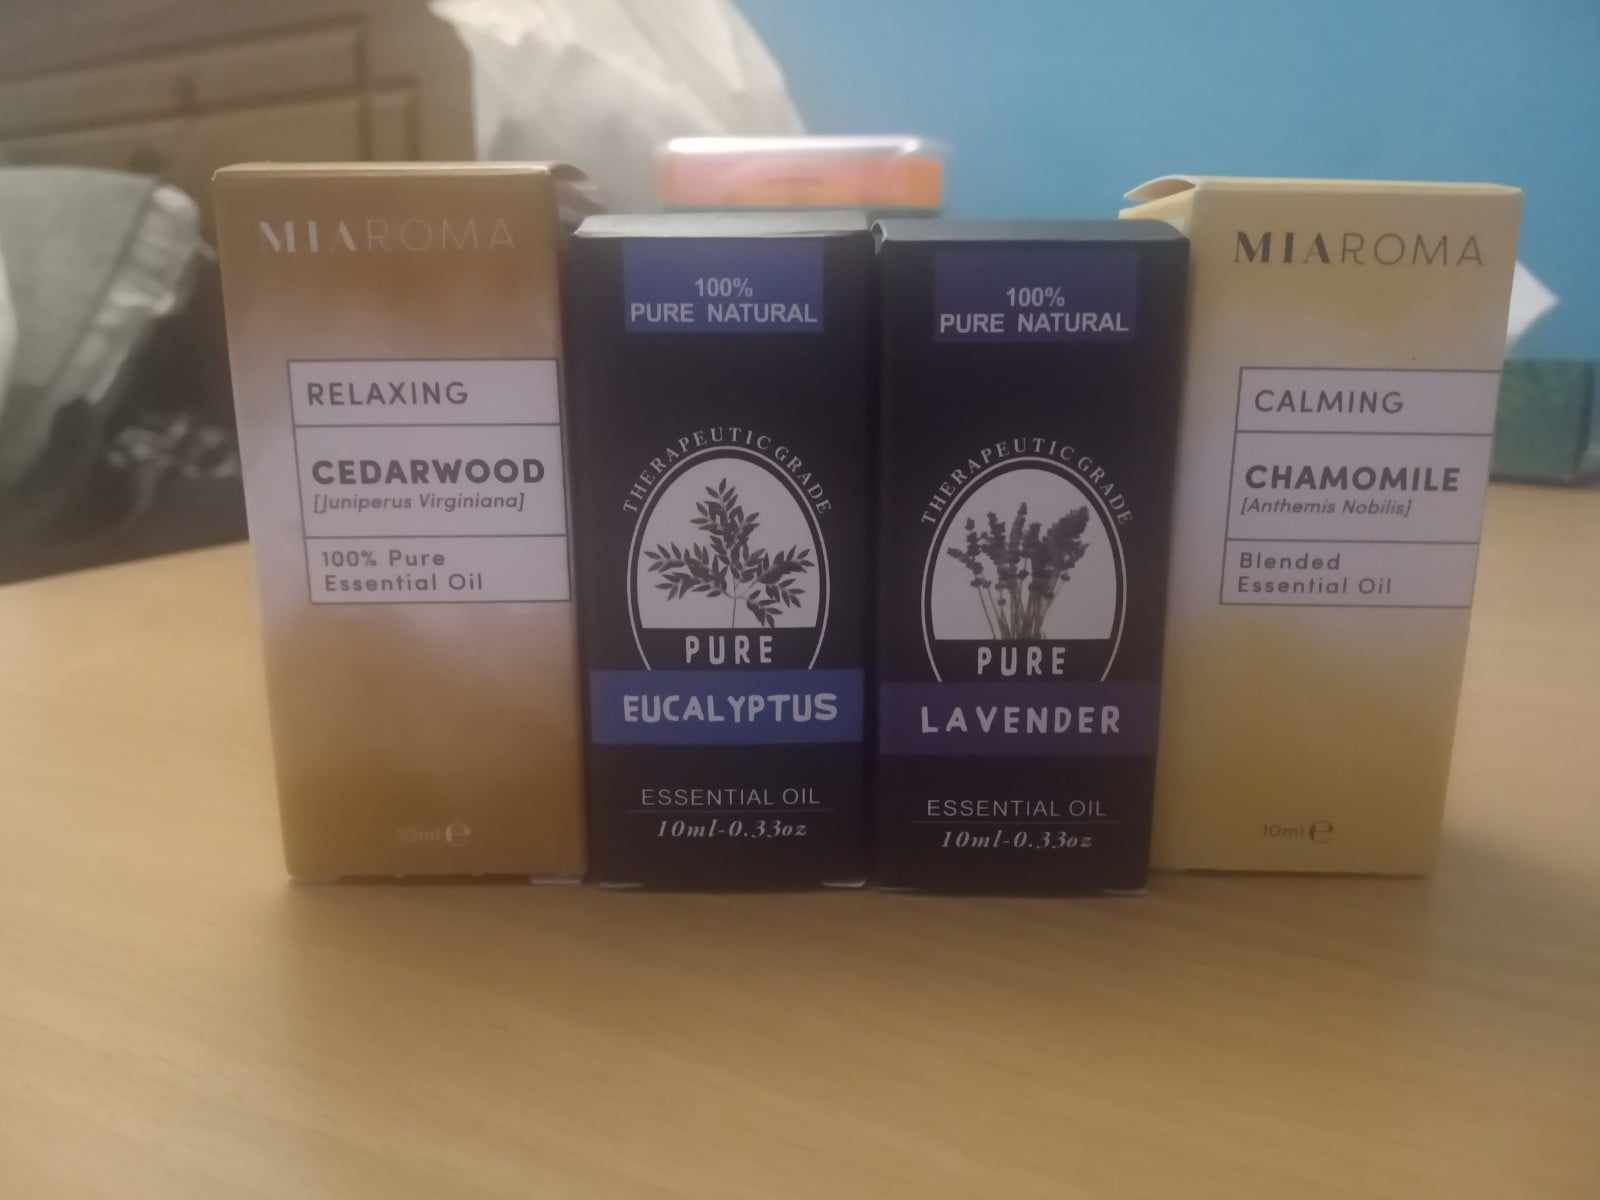 MIAROMA
RELAXING
CEDARWOOD
[Juniperus Virginiana]
100% Pure
Essential Oil
10ml e
100%
PURE NATURAL
THERAPEUTIC GRADE
PURE
EUCALYPTUS
ESSENTIAL OIL
10ml-0.33oz
100%
PURE NATURAL
THERAPEUTIC GRADE
PURE
LAVENDER
ESSENTIAL OIL
10ml-0.33oz
MIAROMA
CALMING
CHAMOMILE
[Anthemis Nobilis]
Blended
Essential Oil
10ml e